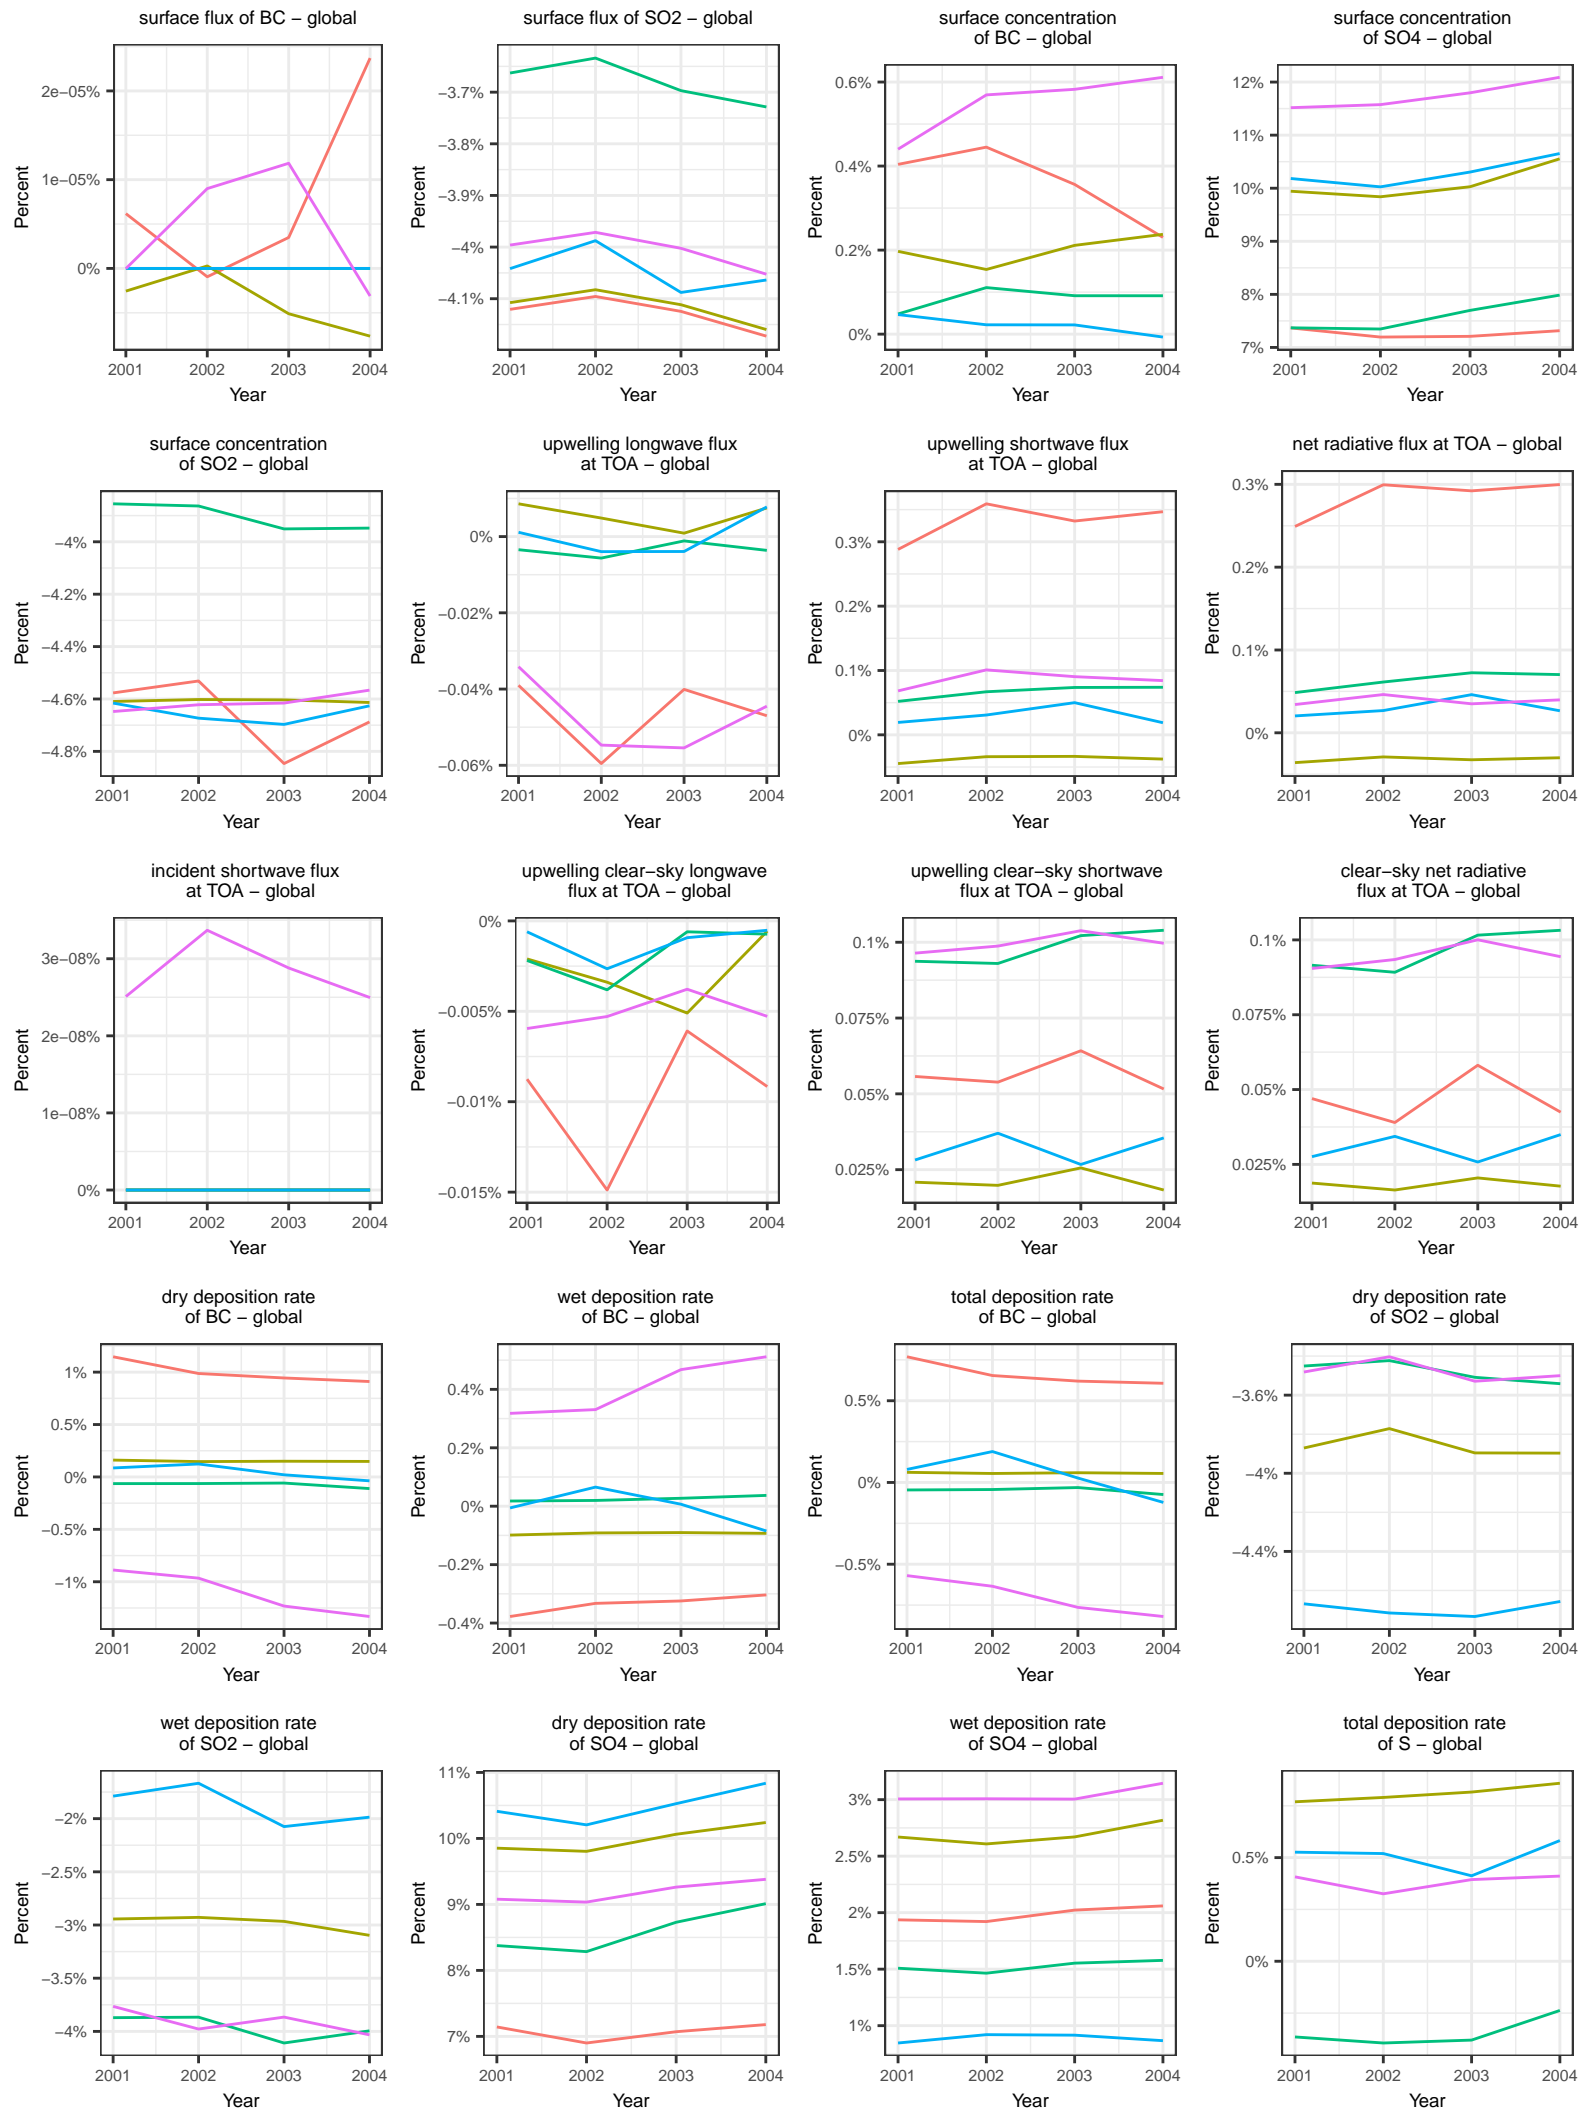 surface flux of BC − global
surface flux of SO2 − global
surface concentration
of BC − global
surface concentration
of SO4 − global
Percent
2e−05%
1e−05%
0%
2001 2002 2003 2004
Year
Percent
−3.7%
−3.8%
−3.9%
−4%
−4.1%
2001 2002 2003 2004
Year
Percent
0.6%
0.4%
0.2%
0%
2001 2002 2003 2004
Year
Percent
12%
11%
10%
9%
8%
7%
2001 2002 2003 2004
Year
surface concentration
of SO2 − global
upwelling longwave flux
at TOA − global
upwelling shortwave flux
at TOA − global
net radiative flux at TOA − global
Percent
−4%
−4.2%
−4.4%
−4.6%
−4.8%
2001 2002 2003 2004
Year
Percent
0%
−0.02%
−0.04%
−0.06%
2001 2002 2003 2004
Year
Percent
0.3%
0.2%
0.1%
0%
2001 2002 2003 2004
Year
Percent
0.3%
0.2%
0.1%
0%
2001 2002 2003 2004
Year
incident shortwave flux
at TOA − global
upwelling clear−sky longwave
flux at TOA − global
upwelling clear−sky shortwave
flux at TOA − global
clear−sky net radiative
flux at TOA − global
Percent
3e−08%
2e−08%
1e−08%
0%
2001 2002 2003 2004
Year
Percent
0%
−0.005%
−0.01%
−0.015%
2001 2002 2003 2004
Year
Percent
0.1%
0.075%
0.05%
0.025%
2001 2002 2003 2004
Year
Percent
0.1%
0.075%
0.05%
0.025%
2001 2002 2003 2004
Year
dry deposition rate
of BC − global
wet deposition rate
of BC − global
total deposition rate
of BC − global
dry deposition rate
of SO2 − global
Percent
1%
0.5%
0%
−0.5%
−1%
2001 2002 2003 2004
Year
Percent
0.4%
0.2%
0%
−0.2%
−0.4%
2001 2002 2003 2004
Year
Percent
0.5%
0%
−0.5%
2001 2002 2003 2004
Year
Percent
−3.6%
−4%
−4.4%
2001 2002 2003 2004
Year
wet deposition rate
of SO2 − global
dry deposition rate
of SO4 − global
wet deposition rate
of SO4 − global
total deposition rate
of S − global
Percent
−2%
−2.5%
−3%
−3.5%
−4%
2001 2002 2003 2004
Year
Percent
11%
10%
9%
8%
7%
2001 2002 2003 2004
Year
Percent
3%
2.5%
2%
1.5%
1%
2001 2002 2003 2004
Year
Percent
0.5%
0%
2001 2002 2003 2004
Year